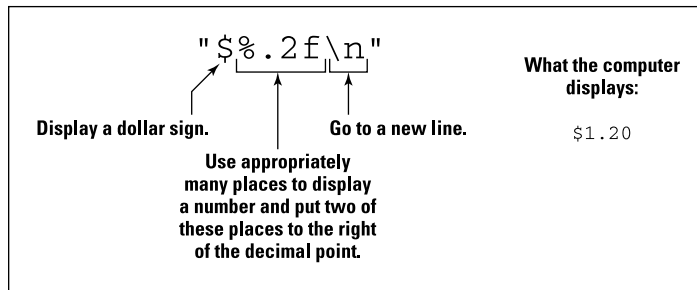 "$%.2f\n"
Display a dollar sign.
Go to a new line.
Use appropriately
many places to display
a number and put two of
these places to the right
of the decimal point.
What the computer
displays:
$1.20